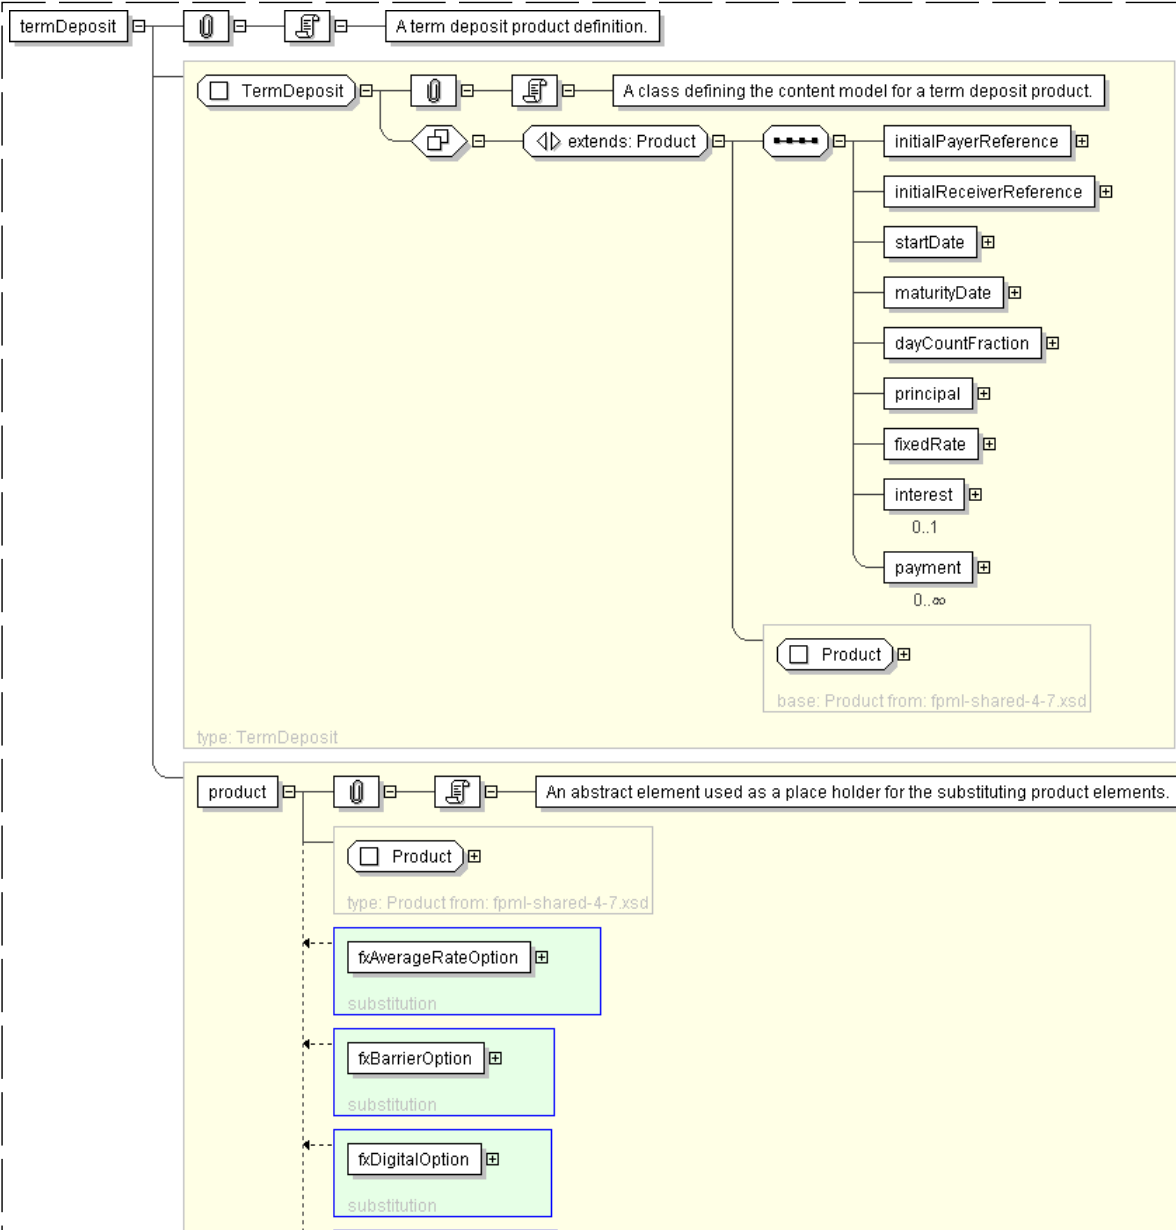 termDeposit
A term deposit product definition.
TermDeposit
A class defining the content model for a term deposit product.
extends: Product
initialPayerReference
initialReceiverReference
startDate
maturityDate
dayCountFraction
principal
fixedRate
interest
0..1
payment
0..∞
Product
base: Product from: fpml-shared-4-7.xsd
type: TermDeposit
product
An abstract element used as a place holder for the substituting product elements.
Product
type: Product from: fpml-shared-4-7.xsd
fxAverageRateOption
substitution
fxBarrierOption
substitution
fxDigitalOption
substitution